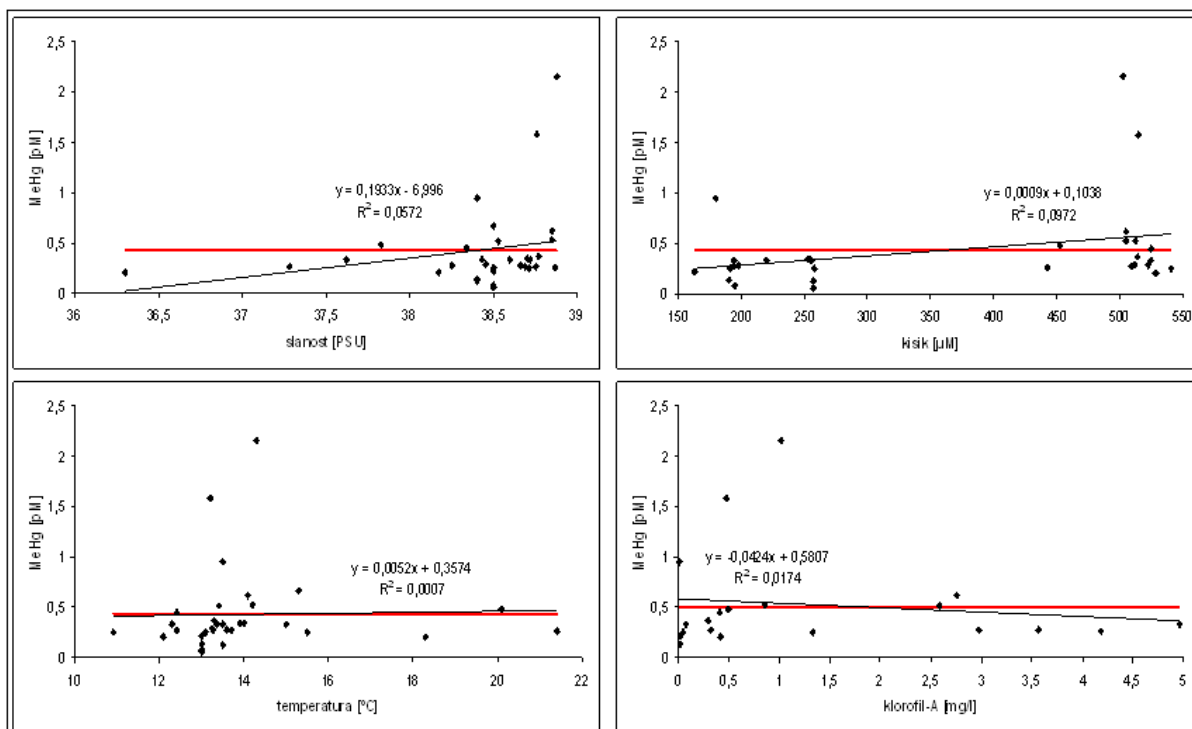 2,5
2
1,5
1
0,5
0
MeHg [pM]
y = 0,1933x - 6,996
R² = 0,0572
36 36,5 37 37,5 38 38,5 39
slanost [PSU]
2,5
2
1,5
1
0,5
0
MeHg [pM]
y = 0,0009x + 0,1038
R² = 0,0972
150 200 250 300 350 400 450 500 550
kisik [µM]
2,5
2
1,5
1
0,5
0
MeHg [pM]
y = 0,0052x + 0,3574
R² = 0,0007
10 12 14 16 18 20 22
temperatura [°C]
2,5
2
1,5
1
0,5
0
MeHg [pM]
y = -0,0424x + 0,5807
R² = 0,0174
0 0,5 1 1,5 2 2,5 3 3,5 4 4,5 5
klorofil-A [mg/l]